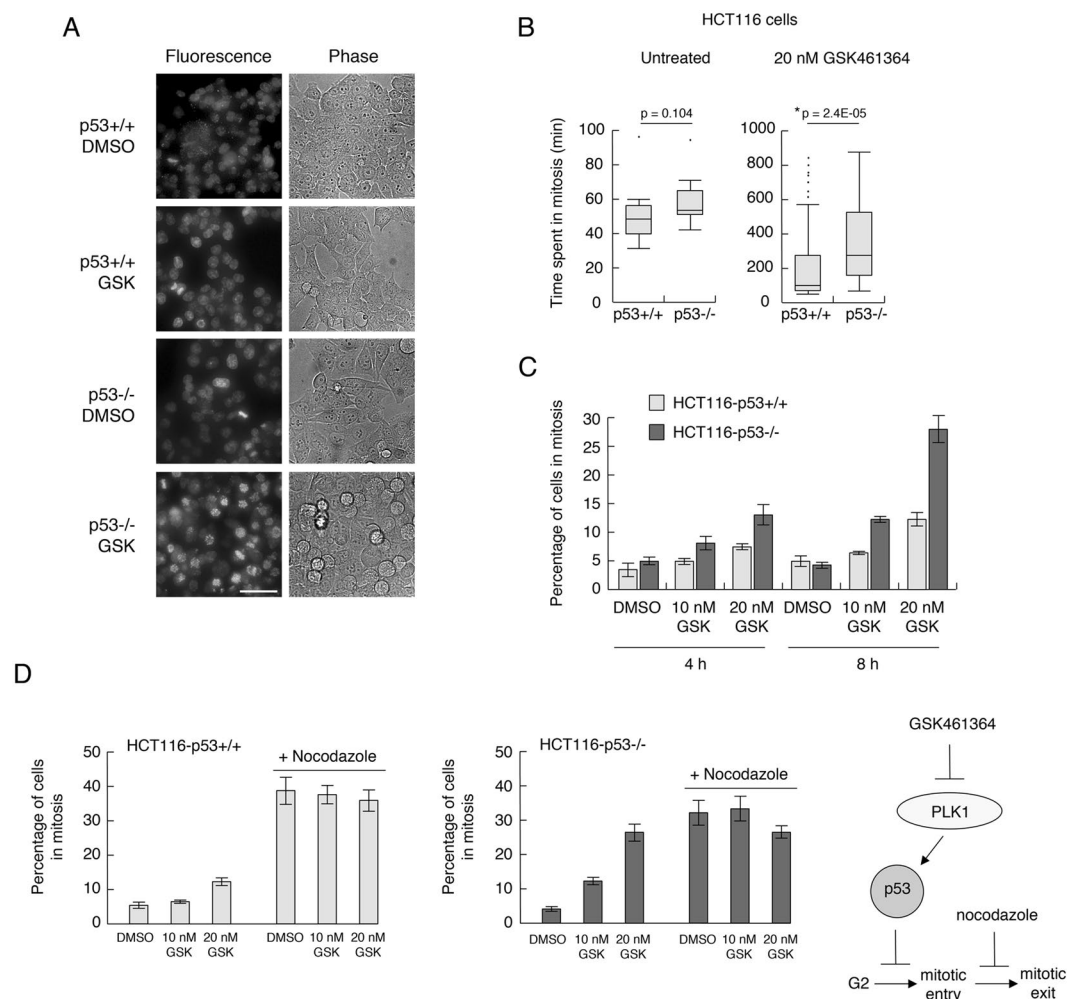 A
Fluorescence Phase
p53+/+
DMSO
p53+/+
GSK
p53-/-
DMSO
p53-/-
GSK
B
HCT116 cells
Untreated
20 nM GSK461364
Time spent in mitosis (min)
p = 0.104
100
80
60
40
20
0
p53+/+ p53-/-
* p = 2.4E-05
1000
800
600
400
200
0
p53+/+ p53-/-
C
HCT116-p53+/+
HCT116-p53-/-
Percentage of cells in mitosis
30
25
20
15
10
5
0
DMSO 10 nM 20 nM DMSO 10 nM 20 nM
GSK GSK GSK GSK
4 h 8 h
D
HCT116-p53+/+
+ Nocodazole
Percentage of cells
in mitosis
50
40
30
20
10
0
DMSO 10 nM 20 nM DMSO 10 nM 20 nM
GSK GSK GSK GSK
HCT116-p53-/-
+ Nocodazole
Percentage of cells
in mitosis
50
40
30
20
10
0
DMSO 10 nM 20 nM DMSO 10 nM 20 nM
GSK GSK GSK GSK
GSK461364
PLK1
p53
nocodazole
G2 mitotic mitotic
entry exit